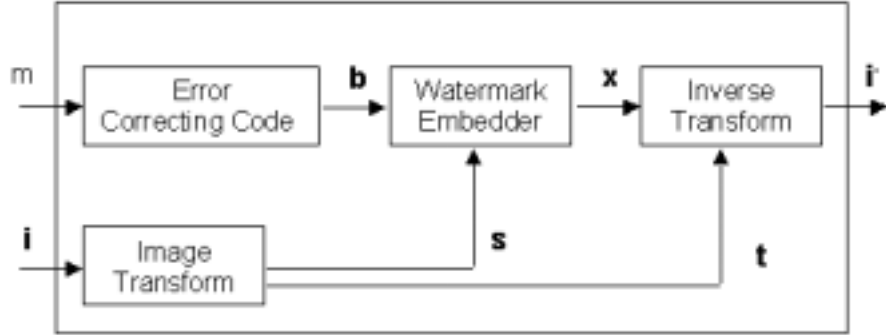 m
Error
Correcting Code
b
Watermark
Embedder
x
Inverse
Transform
i'
i
Image
Transform
s
t